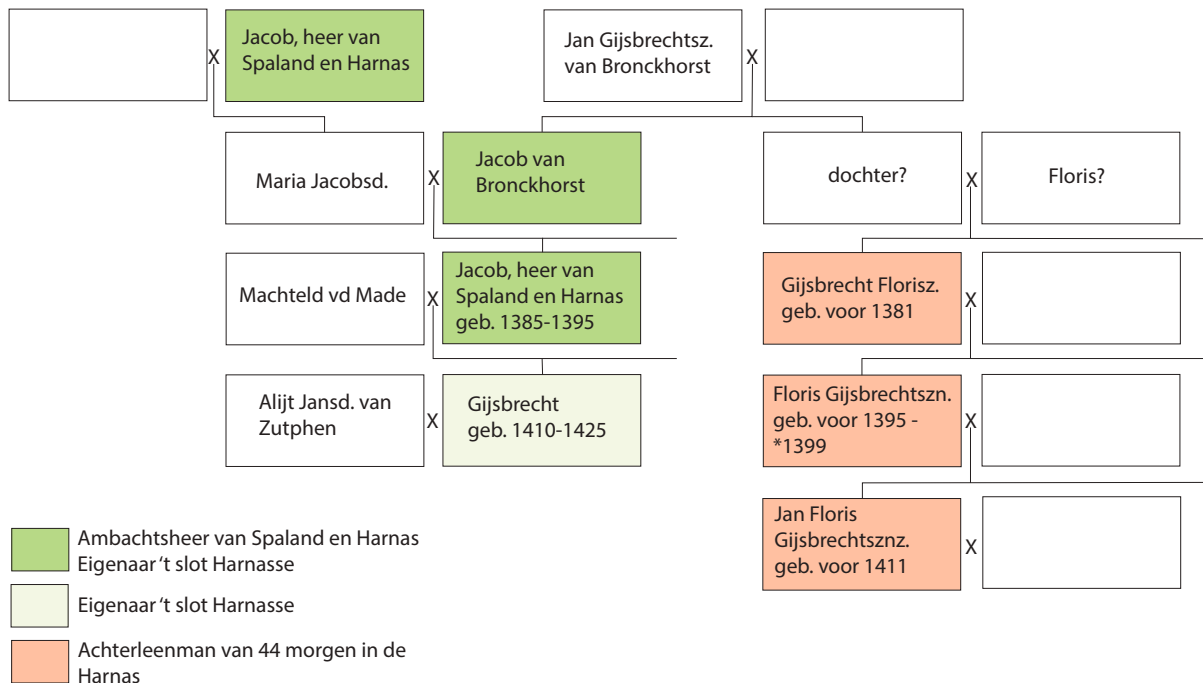 Jacob, heer van
Spaland en Harnas
X
Jan Gijsbrechtsz.
van Bronckhorst
X
Maria Jacobsd.
X
Jacob van
Bronckhorst
dochter?
X
Floris?
Machteld vd Made
X
Jacob, heer van
Spaland en Harnas
geb. 1385-1395
Gijsbrecht Florisz.
geb. voor 1381
X
Alijt Jansd. van
Zutphen
X
Gijsbrecht
geb. 1410-1425
Floris Gijsbrechtszn.
geb. voor 1395 -
*1399
X
Jan Floris
Gijsbrechtsznz.
geb. voor 1411
X
Ambachtsheer van Spaland en Harnas
Eigenaar ‘t slot Harnasse
Eigenaar ‘t slot Harnasse
Achterleenman van 44 morgen in de
Harnas